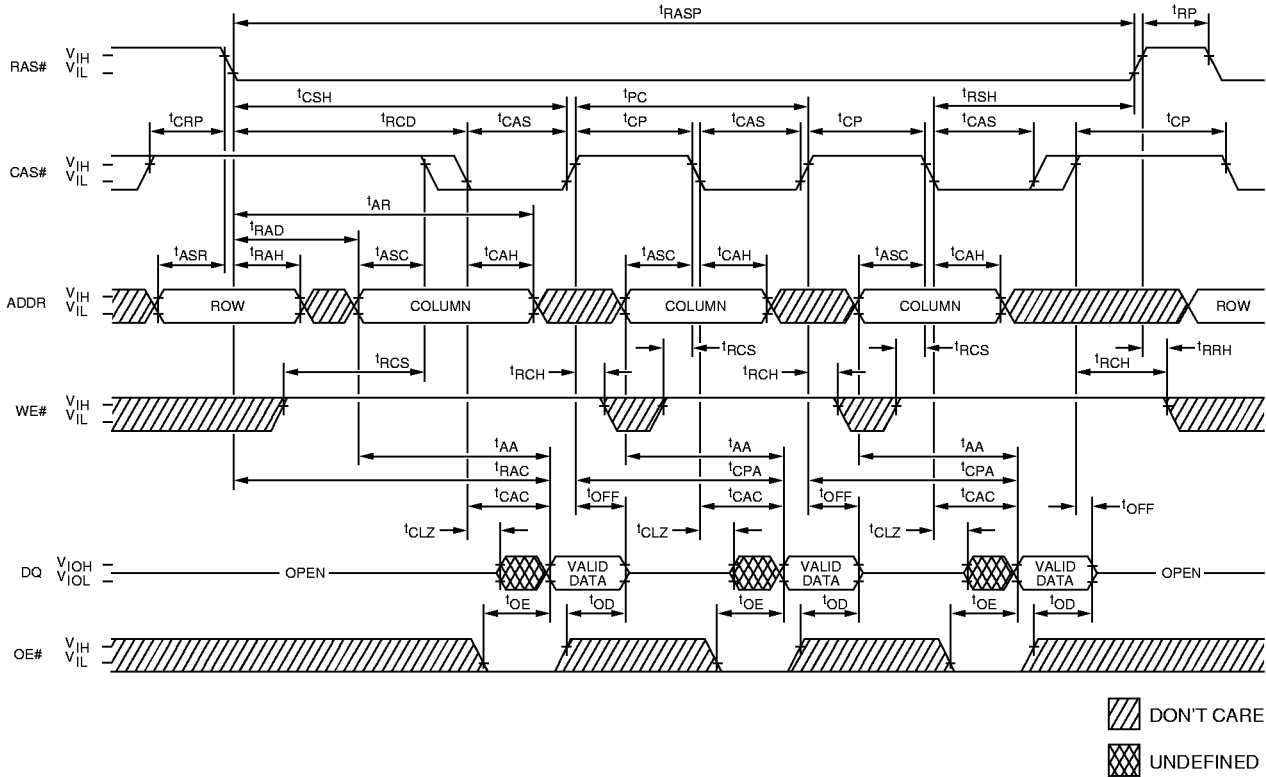 tRASP tRP
RAS# VIH VIL
tCSH tPC tRSH
tCRP tRCD tCAS tCP tCAS tCP tCAS tCP
CAS# VIH VIL
tAR
tRAD
tASR tRAH tASC tCAH tASC tCAH tASC tCAH
ADDR VIH VIL ROW COLUMN COLUMN COLUMN ROW
tRCS tRCH tRCS tRCH tRCS tRCH tRRH
WE# VIH VIL
tAA tAA tAA
tRAC tCPA tCPA
tCAC tOFF tCAC tOFF tCAC tOFF
tCLZ tCLZ tCLZ
DQ VIOH VIOL OPEN VALID DATA VALID DATA VALID DATA OPEN
tOE tOD tOE tOD tOE tOD
OE# VIH VIL
DON'T CARE
UNDEFINED